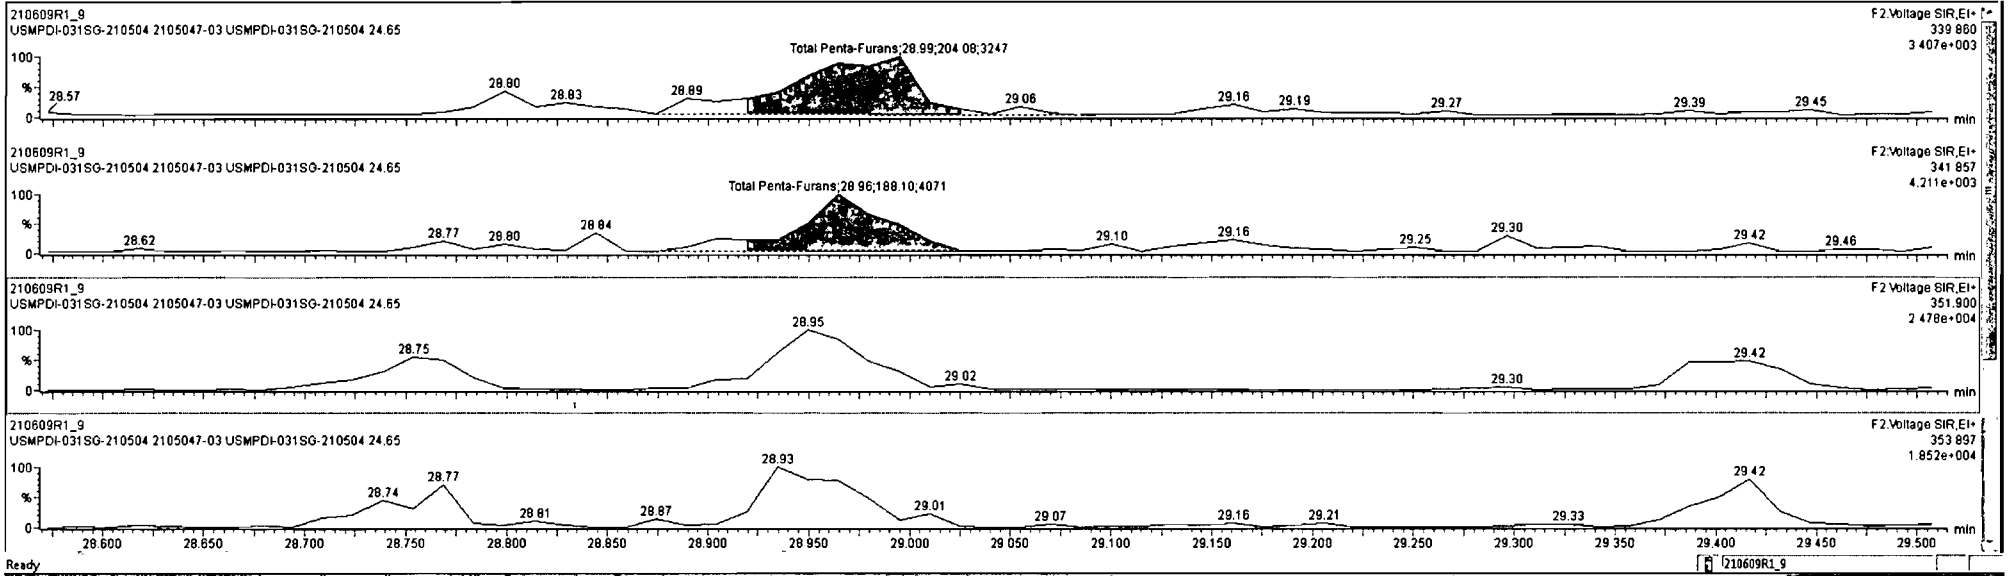 210609R1_9
USMPDI-031SG-210504 2105047-03 USMPDI-031SG-210504 24.65
F2:Voltage SIR,EI+
339 860
3 407e+003
Total Penta-Furans;28.99;204 08;3247
100
%
0
28.57
28.80
28.83
28.89
29 06
29.16
29.19
29.27
29.39
29.45
min
210609R1_9
USMPDI-031SG-210504 2105047-03 USMPDI-031SG-210504 24.65
F2:Voltage SIR,EI+
341 857
4.211e+003
Total Penta-Furans;28 96;188.10;4071
100
%
0
28.62
28.77
28.80
28 84
29.10
29.16
29.25
29.30
29.42
29.46
min
210609R1_9
USMPDI-031SG-210504 2105047-03 USMPDI-031SG-210504 24.65
F2 Voltage SIR,EI+
351.900
2 478e+004
100
%
0
28.75
28.95
29 02
29.30
29.42
min
210609R1_9
USMPDI-031SG-210504 2105047-03 USMPDI-031SG-210504 24.65
F2.Voltage SIR,EI+
353 897
1.852e+004
100
%
0
28.74
28.77
28.81
28.87
28.93
29.01
29.07
29.16
29.21
29.33
29 42
min
28.600 28.650 28.700 28.750 28.800 28.850 28.900 28.950 29.000 29 050 29.100 29.150 29.200 29.250 29.300 29 350 29.400 29 450 29.500
Ready
210609R1_9